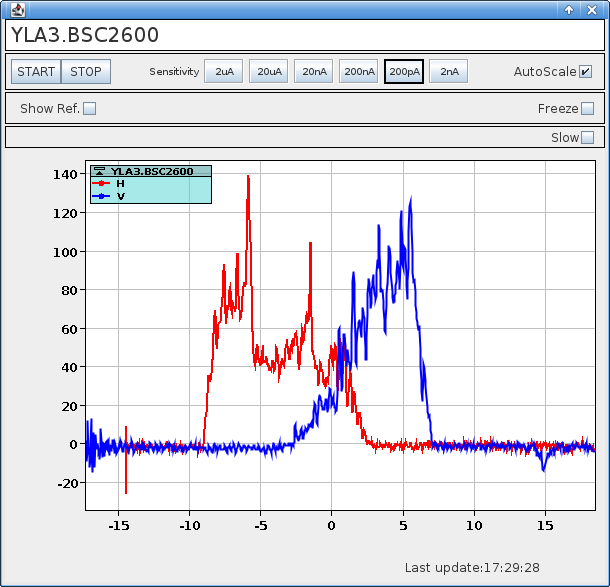 YLA3.BSC2600
START STOP Sensitivity 2uA 20uA 20nA 200nA 200pA 2nA AutoScale
Show Ref. Freeze
Slow
YLA3.BSC2600
H
V
140
120
100
80
60
40
20
0
-20
-15 -10 -5 0 5 10 15
Last update:17:29:28